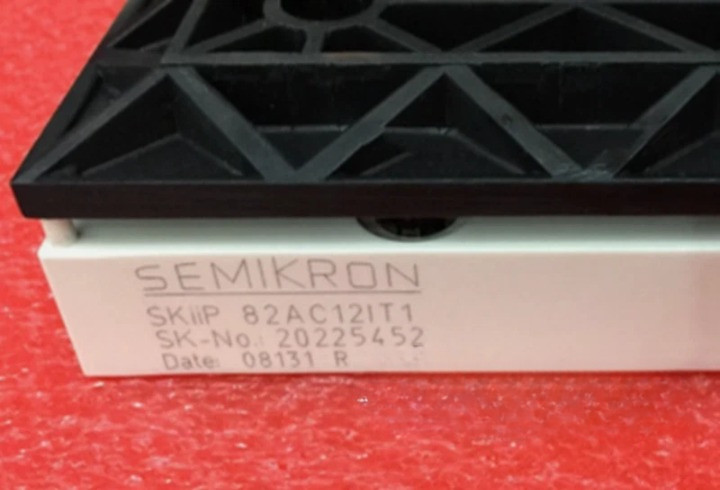 SEMIKRON
SKiiP 82AC12IT1
SK-No.: 20225452
Date: 08131 R